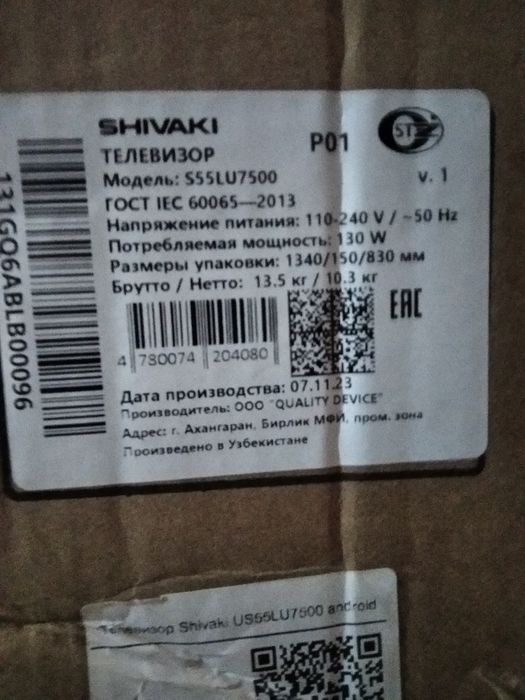 SHIVAKI
ТЕЛЕВИЗОР
P01
STZ
Модель: S55LU7500
v. 1
ГОСТ IEC 60065—2013
Напряжение питания: 110-240 V / ~50 Hz
Потребляемая мощность: 130 W
Размеры упаковки: 1340/150/830 мм
Брутто / Нетто: 13.5 кг / 10.3 кг
EAC
4 780074 204080
Дата производства: 07.11.23
Производитель: ООО "QUALITY DEVICE"
Адрес: г. Ахангаран, Бирлик МФЙ, пром. зона
Произведено в Узбекистане
131GO6ABLB00096
Телевизор Shivaki US55LU7500 android